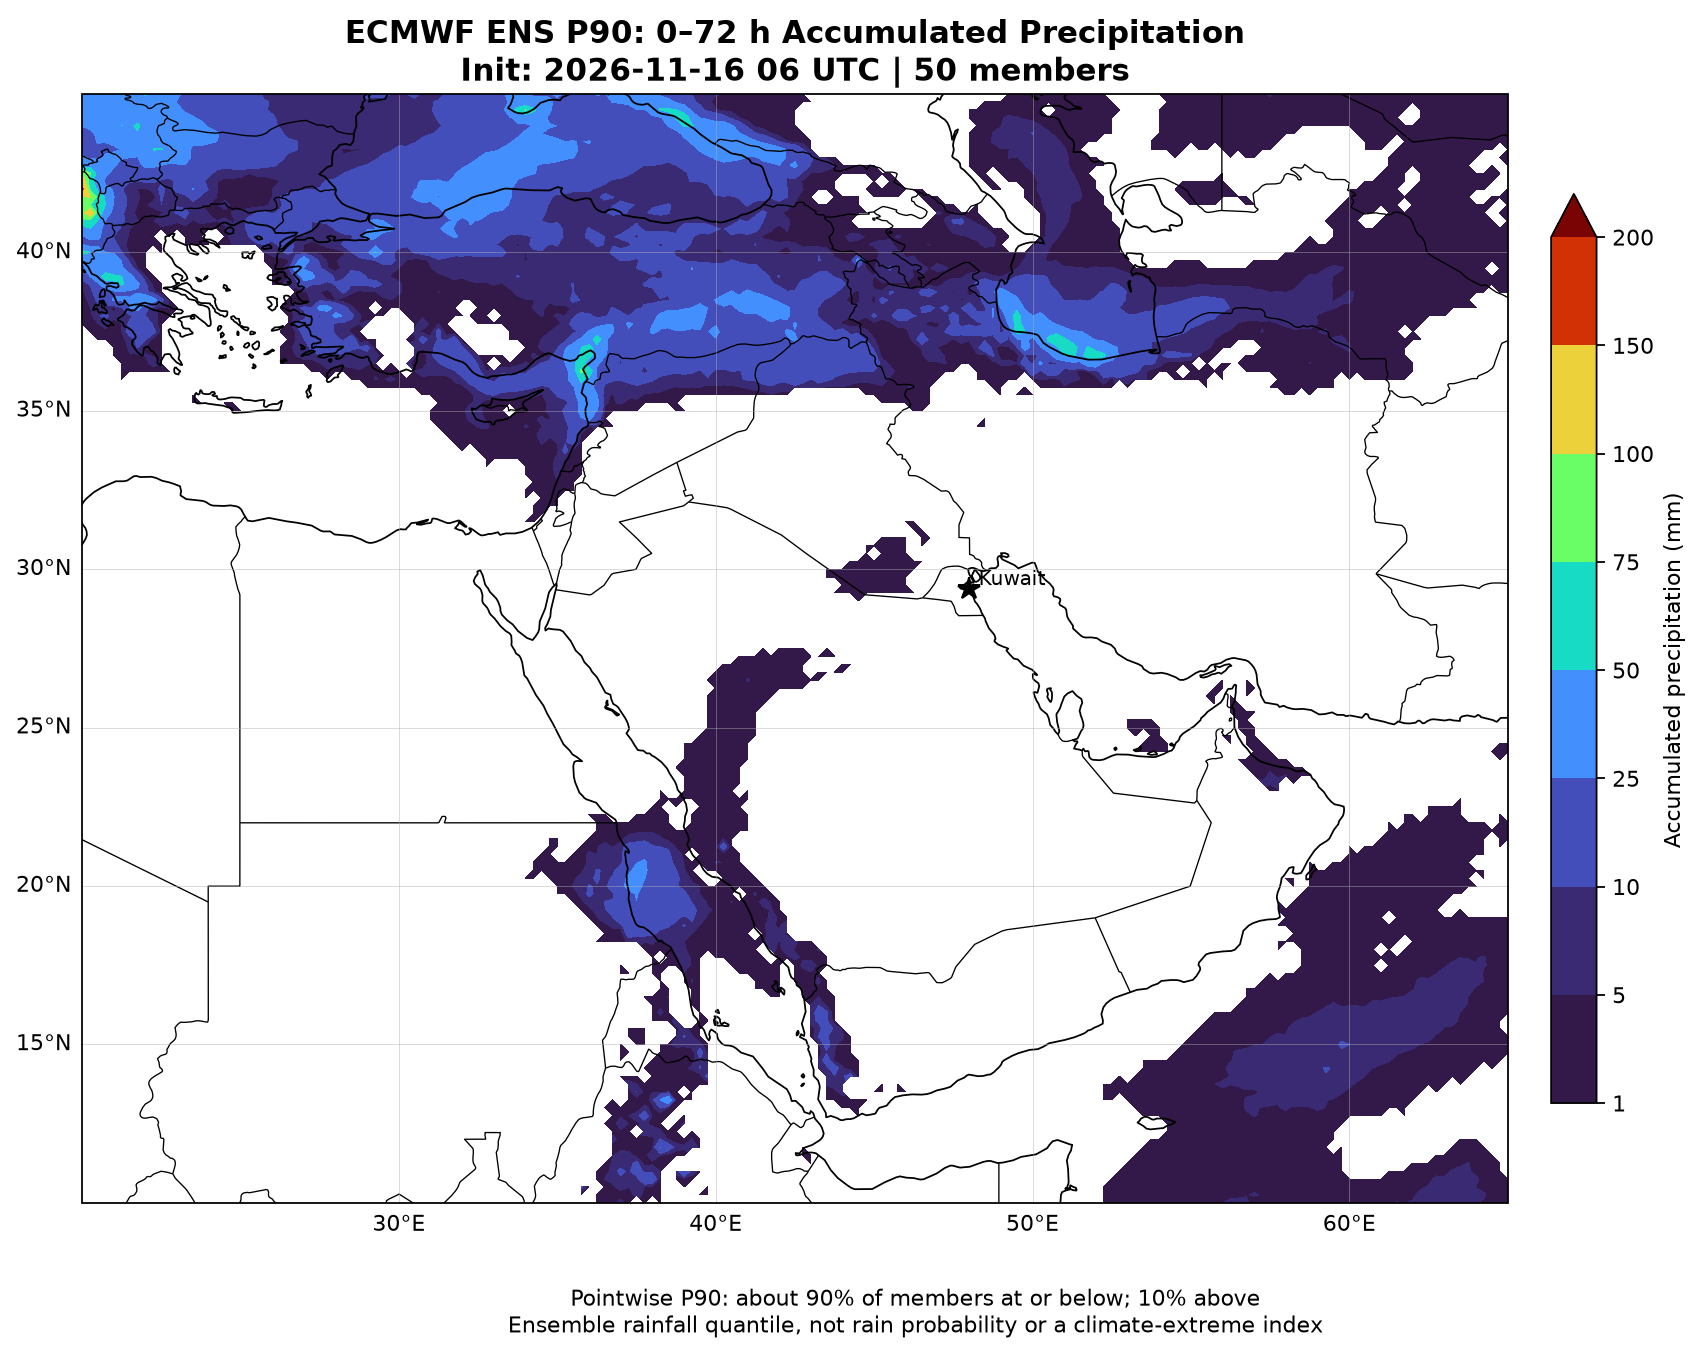 ECMWF ENS P90: 0–72 h Accumulated Precipitation
Init: 2026-11-16 06 UTC | 50 members
40°N
35°N
30°N
25°N
20°N
15°N
Kuwait
30°E
40°E
50°E
60°E
200
150
100
75
50
25
10
5
1
Accumulated precipitation (mm)
Pointwise P90: about 90% of members at or below; 10% above
Ensemble rainfall quantile, not rain probability or a climate-extreme index